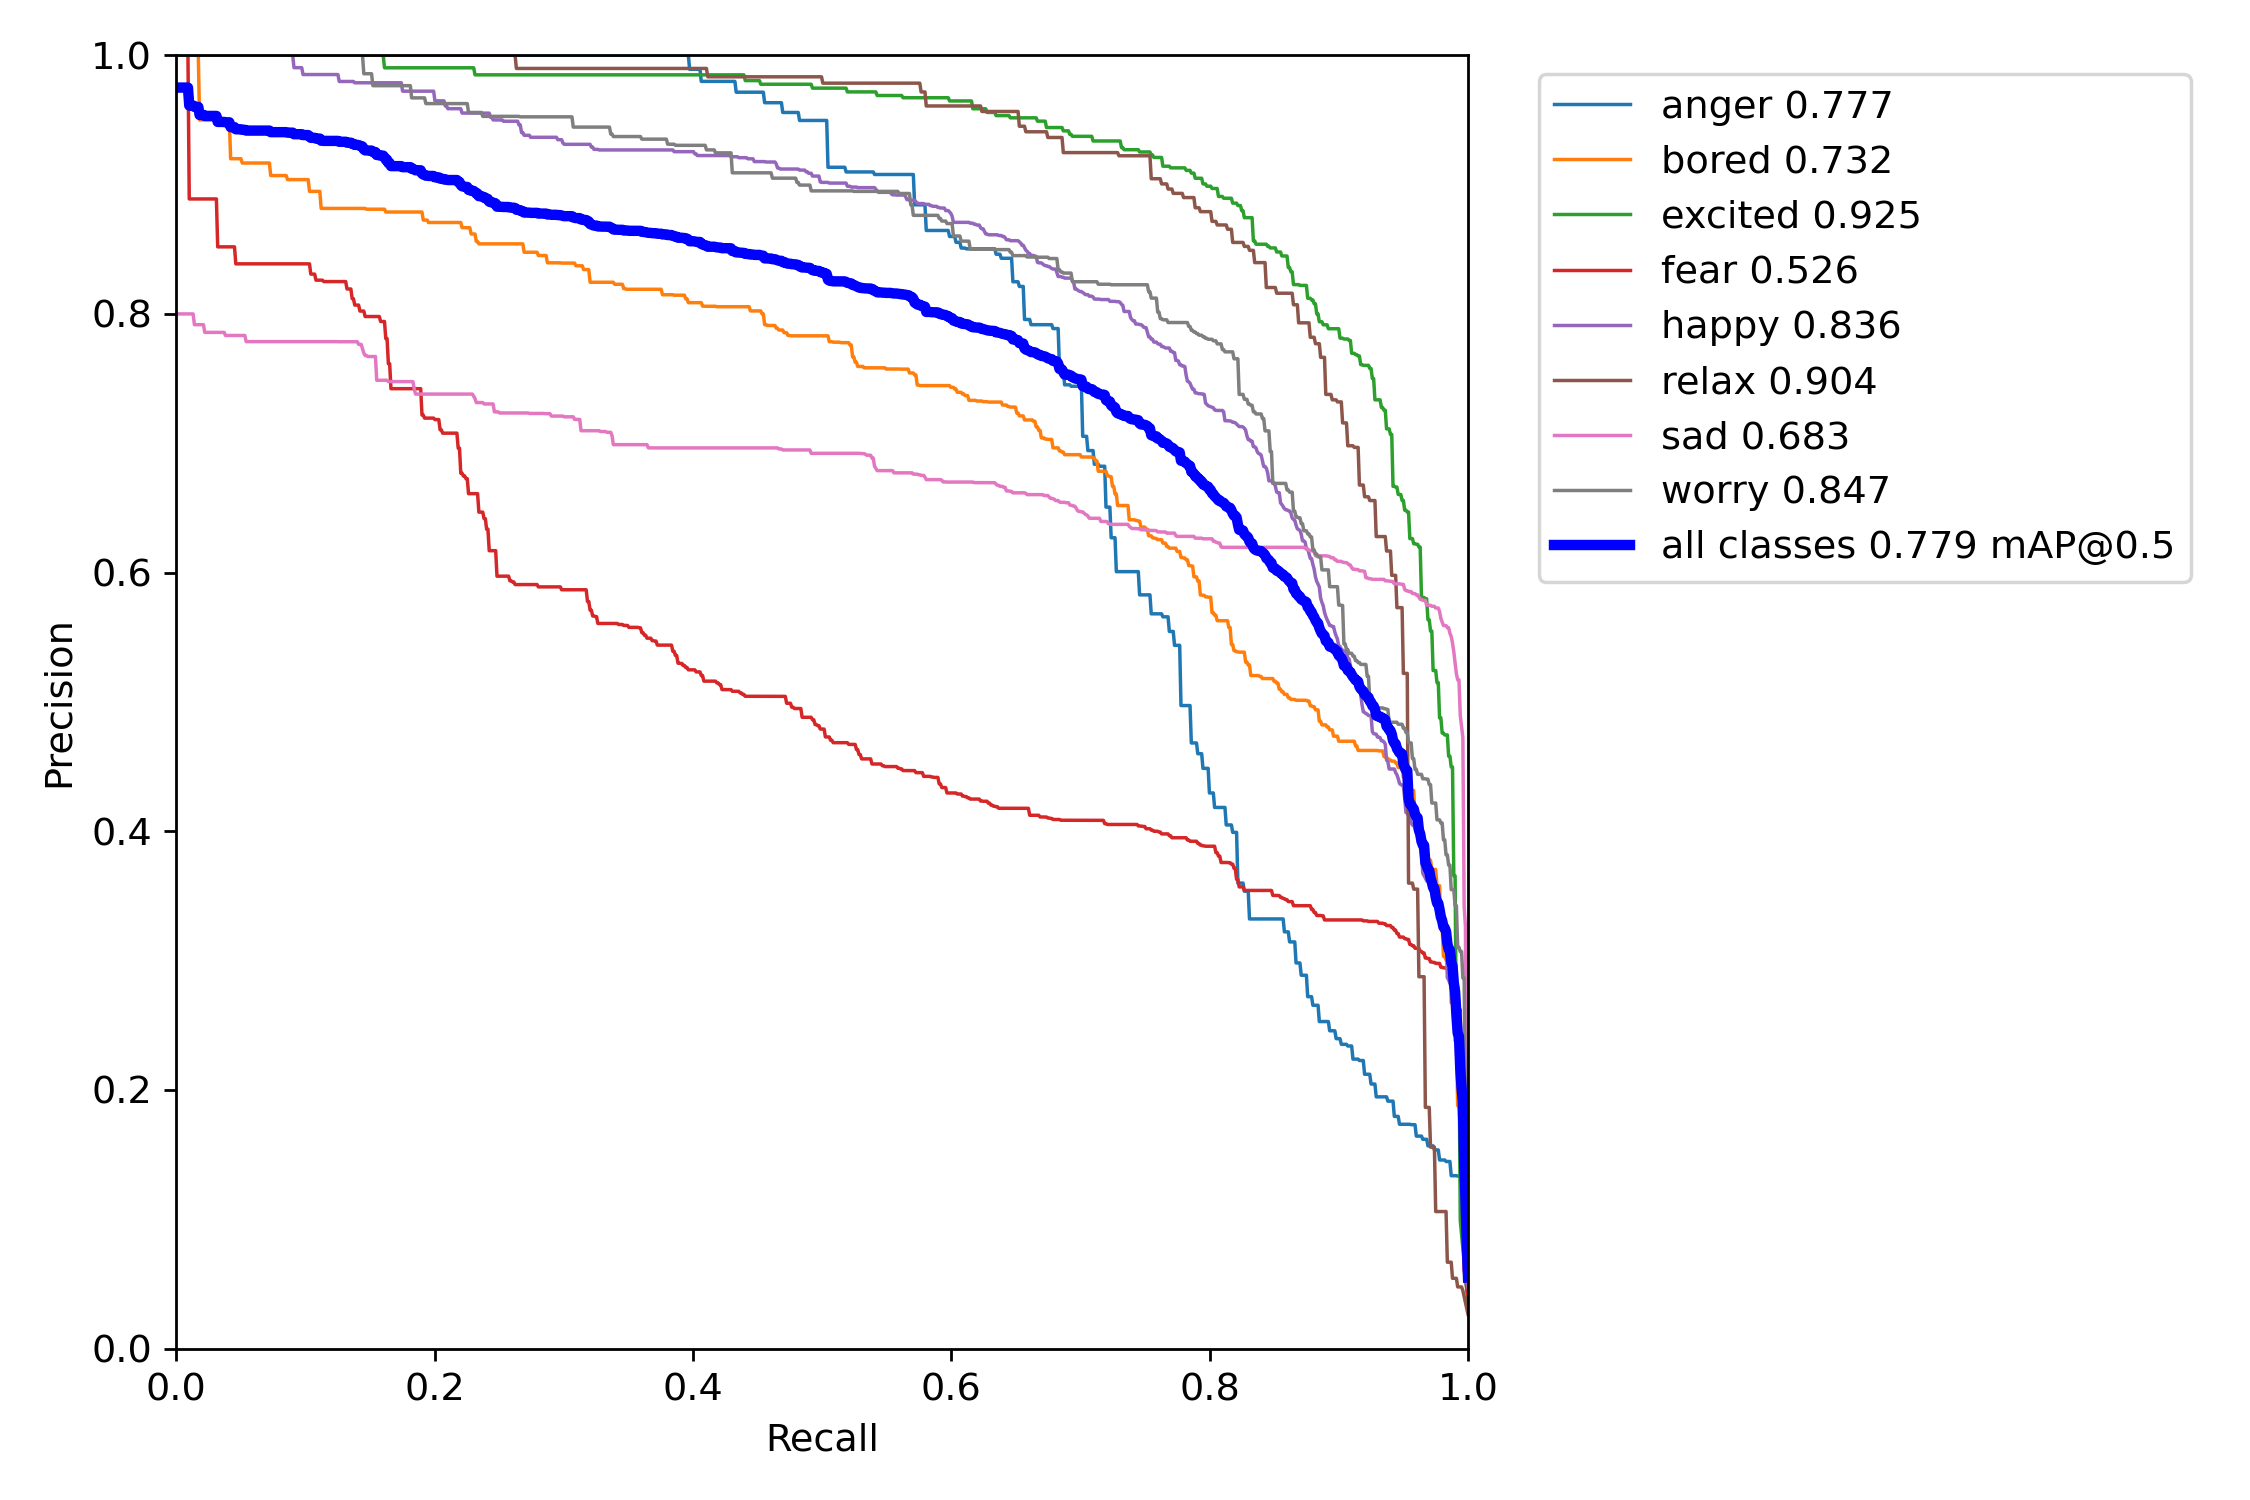 1.0
0.8
0.6
0.4
0.2
0.0
Precision
0.0 0.2 0.4 0.6 0.8 1.0
Recall
anger 0.777
bored 0.732
excited 0.925
fear 0.526
happy 0.836
relax 0.904
sad 0.683
worry 0.847
all classes 0.779 mAP@0.5